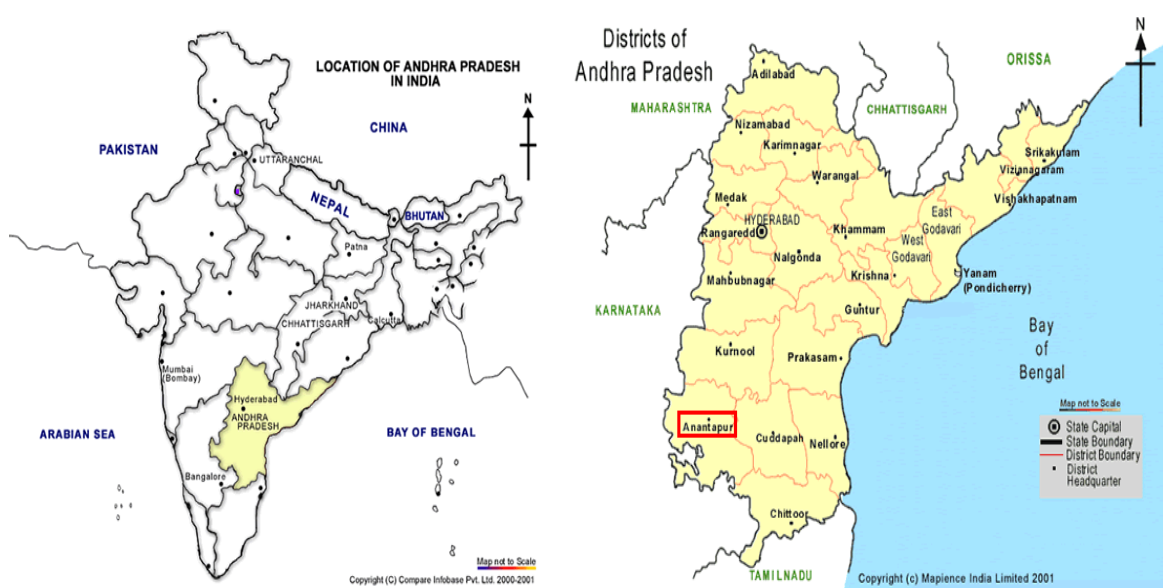 LOCATION OF ANDHRA PRADESH
IN INDIA
N
CHINA
PAKISTAN
UTTARANCHAL
NEPAL
BHUTAN
Patna
JHARKHAND
CHHATTISGARH
Calcutta
Mumbai
(Bombay)
Hyderabad
ANDHRA
PRADESH
ARABIAN SEA
BAY OF BENGAL
Bangalore
Map not to Scale
Copyright (C) Compare Infobase Pvt. Ltd. 2000-2001
Districts of
Andhra Pradesh
N
ORISSA
Adilabad
MAHARASHTRA
CHHATTISGARH
Nizamabad
Karimnagar
Srikakulam
Warangal
Vizianagaram
Medak
Vishakhapatnam
HYDERABAD
East
Godavari
Rangaredd
Khammam
West
Godavari
Nalgonda
Mahbubnagar
Krishna
Yanam
(Pondicherry)
KARNATAKA
Guhtur
Bay
of
Bengal
Kurnool
Prakasam
Map not to Scale
State Capital
State Boundary
District Boundary
District
Headquarter
Anantapur
Cuddapah
Nellore
Chittoor
TAMILNADU
Copyright (c) Mapience India Limited 2001